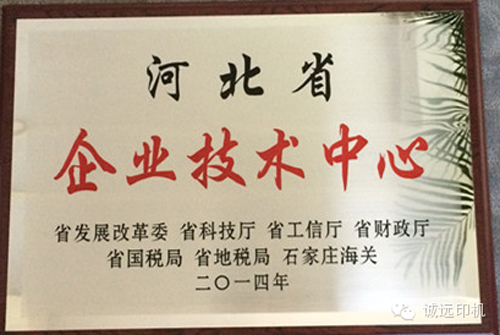 河北省
企业技术中心
省发展改革委 省科技厅 省工信厅 省财政厅
省国税局 省地税局 石家庄海关
二〇一四年
诚远印机